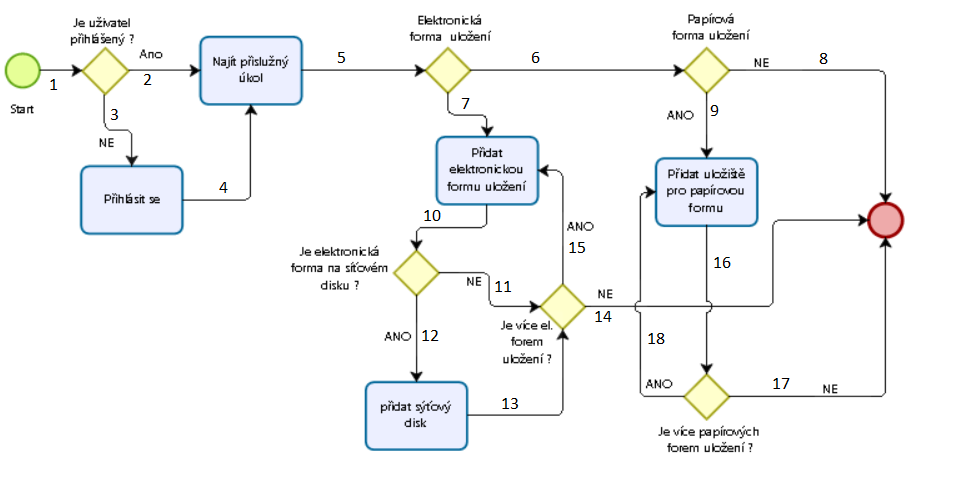 Je uživatel
přihlášený ?
Elektronická
forma uložení
Papírová
forma uložení
Start
1
Ano
2
3
NE
Najít příslužný
úkol
4
Přihlásit se
5
6
NE
8
7
ANO
9
Přidat
elektronickou
formu uložení
Přidat uložiště
pro papírovou
formu
10
ANO
15
16
Je elektronická
forma na síťovém
disku ?
NE
11
NE
14
Je více el.
forem
uložení ?
ANO
12
18
přidat sýťový
disk
13
ANO
17
NE
Je více papírových
forem uložení ?